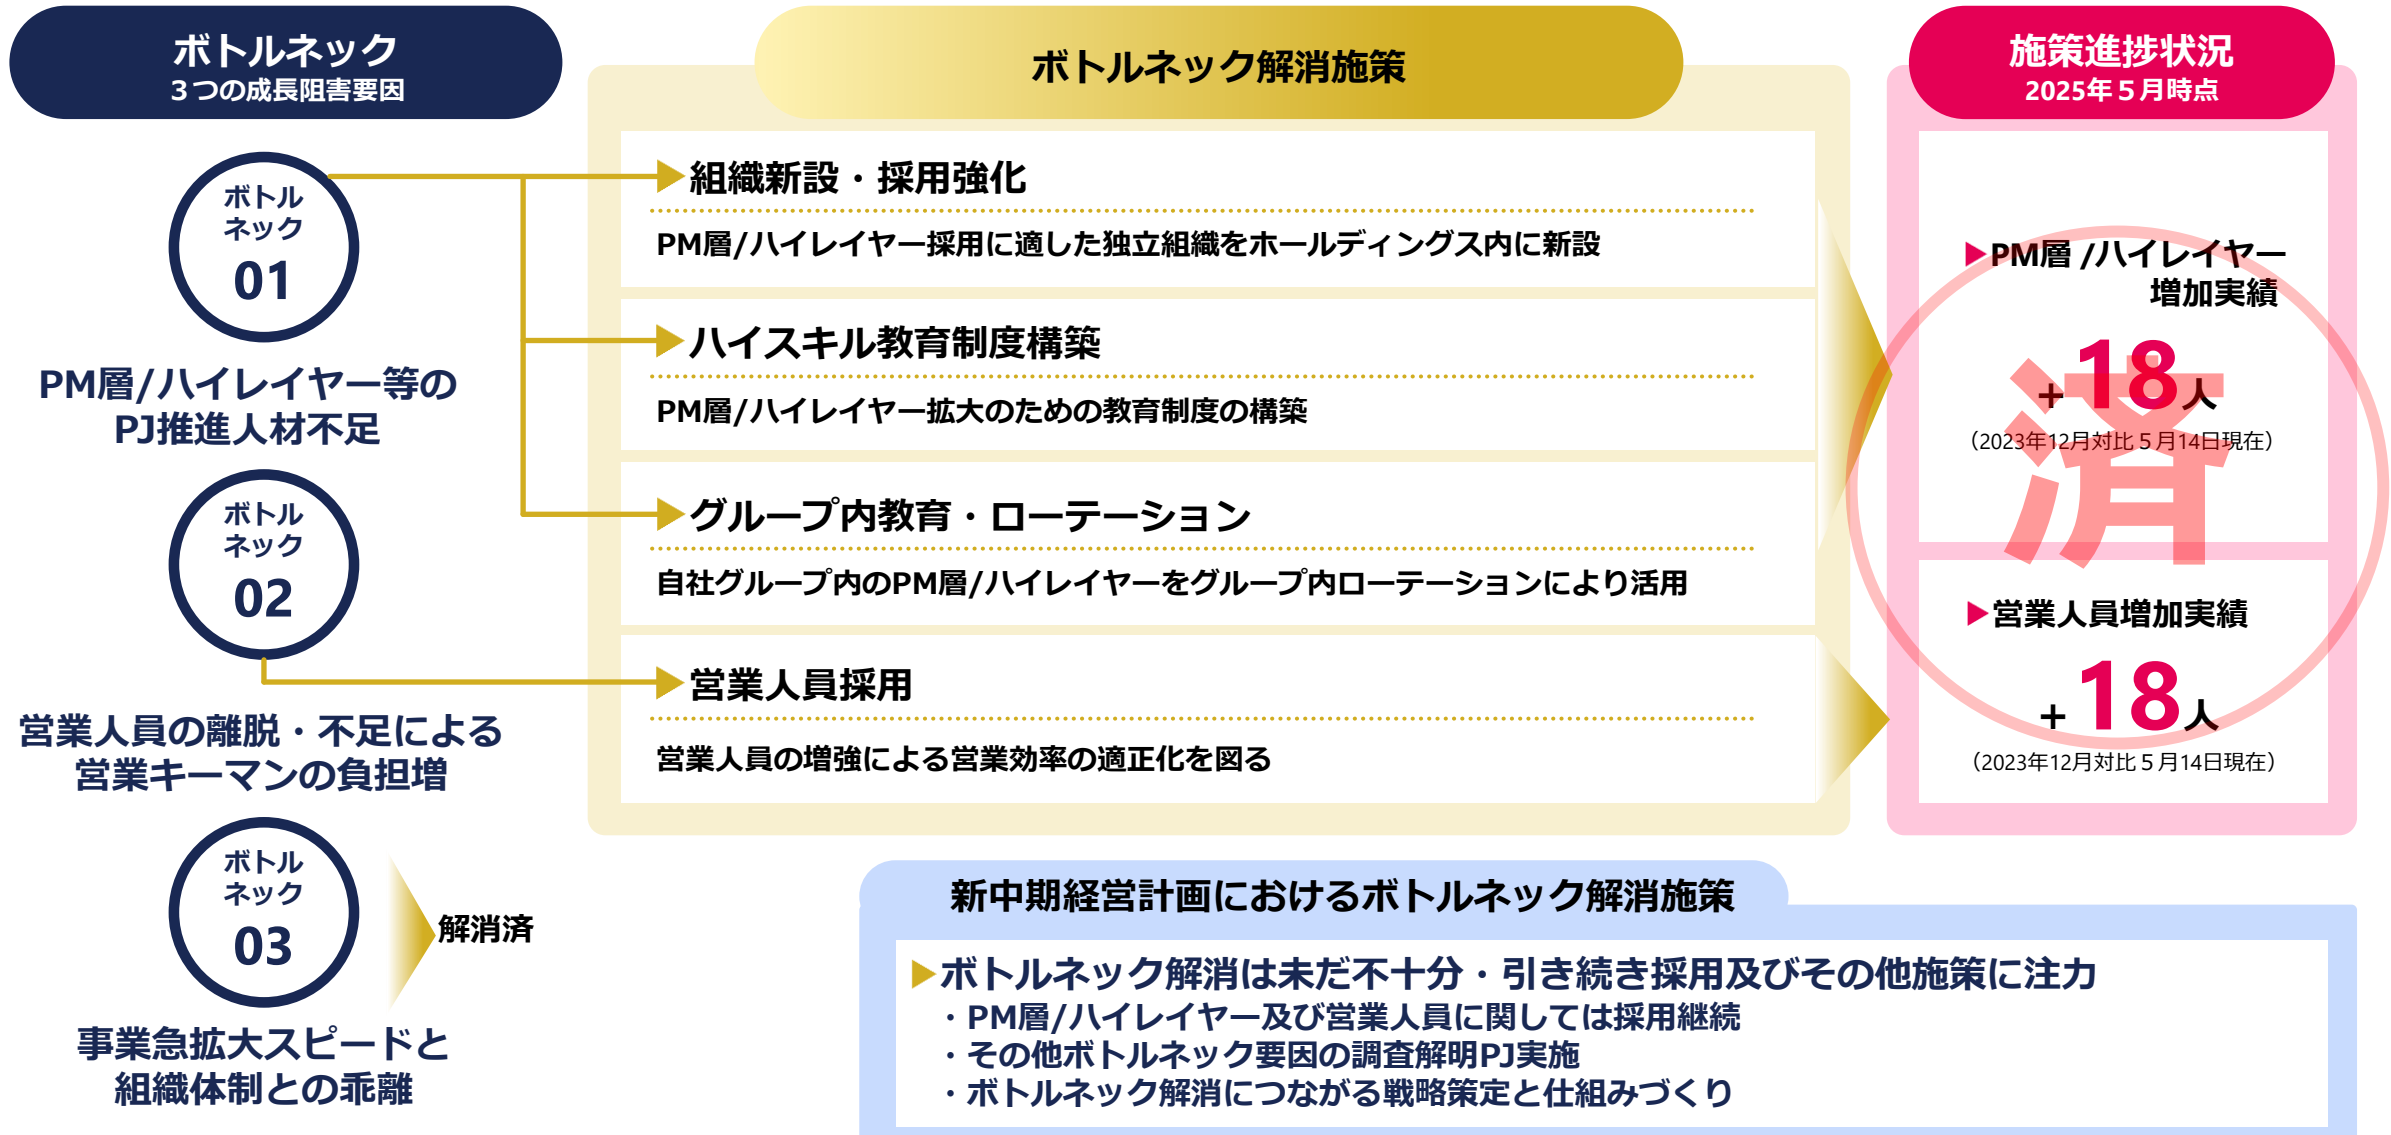 ボトルネック
３つの成長阻害要因
ボトル
ネック
01
PM層/ハイレイヤー等の
PJ推進人材不足
ボトル
ネック
02
営業人員の離脱・不足による
営業キーマンの負担増
ボトル
ネック
03
解消済
事業急拡大スピードと
組織体制との乖離
ボトルネック解消施策
組織新設・採用強化
PM層/ハイレイヤー採用に適した独立組織をホールディングス内に新設
ハイスキル教育制度構築
PM層/ハイレイヤー拡大のための教育制度の構築
グループ内教育・ローテーション
自社グループ内のPM層/ハイレイヤーをグループ内ローテーションにより活用
営業人員採用
営業人員の増強による営業効率の適正化を図る
施策進捗状況
2025年５月時点
▶PM層 /ハイレイヤー
増加実績
+18人
（2023年12月対比５月14日現在）
済
▶営業人員増加実績
+18人
（2023年12月対比５月14日現在）
新中期経営計画におけるボトルネック解消施策
▶ボトルネック解消は未だ不十分・引き続き採用及びその他施策に注力
・PM層/ハイレイヤー及び営業人員に関しては採用継続
・その他ボトルネック要因の調査解明PJ実施
・ボトルネック解消につながる戦略策定と仕組みづくり